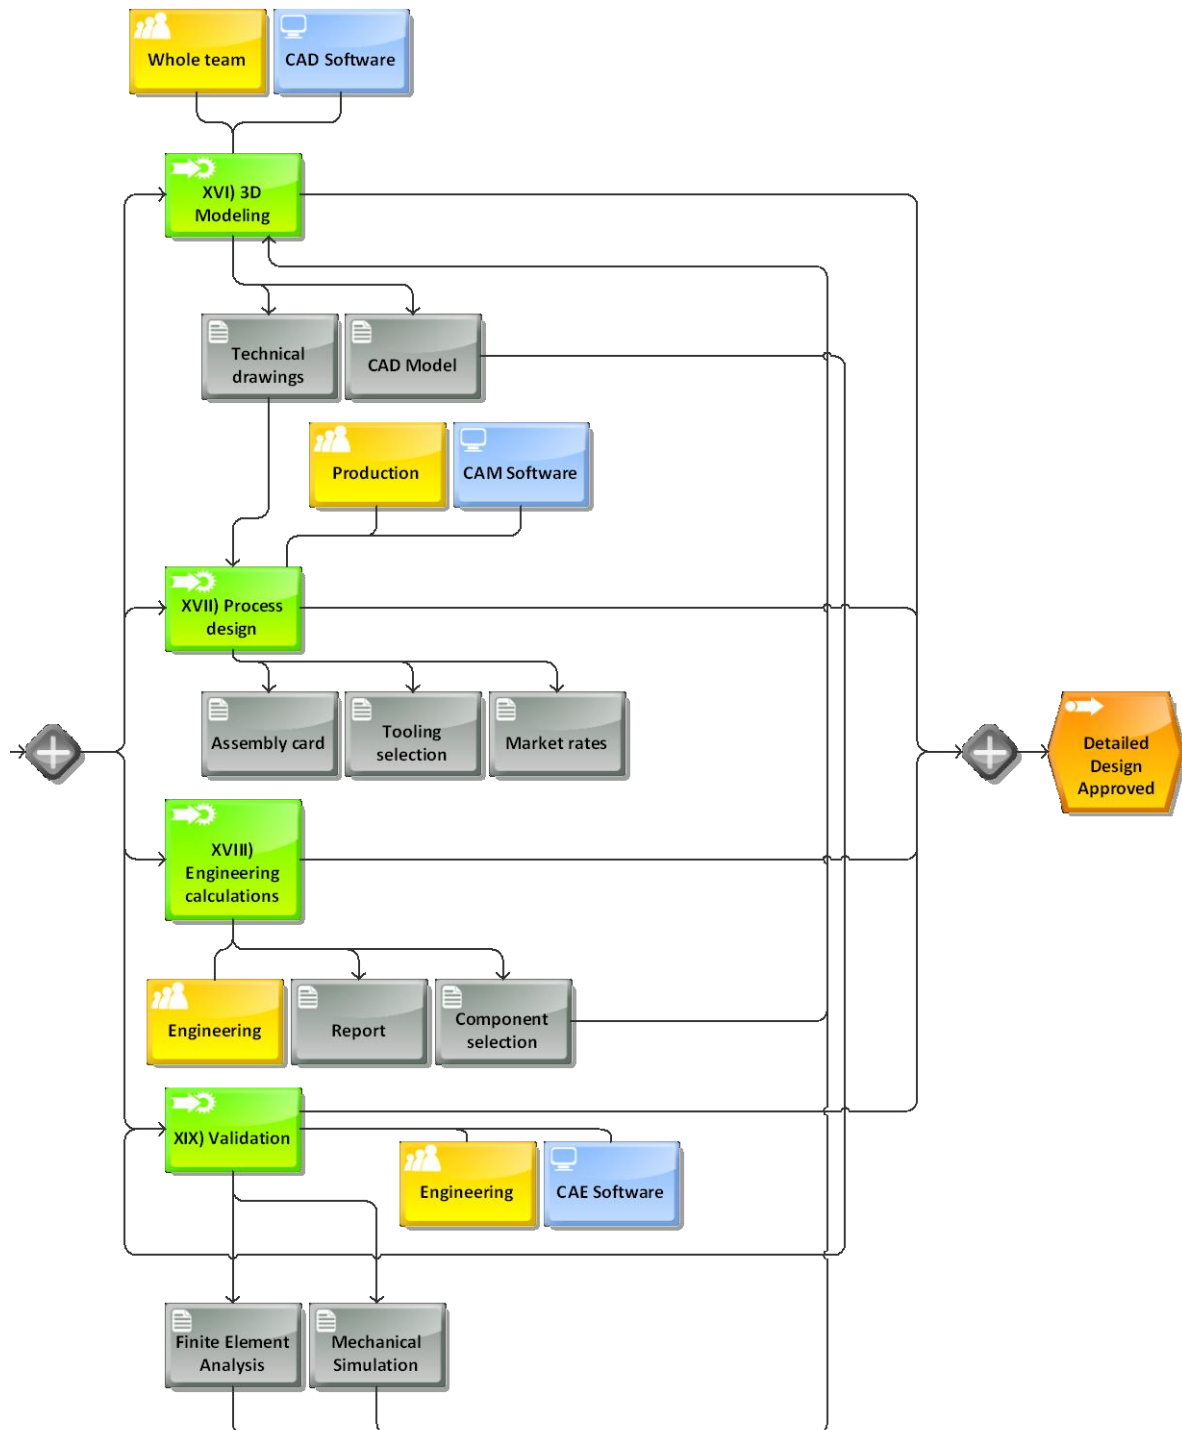 Whole team
CAD Software
XVI) 3D
Modeling
Technical
drawings
CAD Model
Production
CAM Software
XVII) Process
design
Assembly card
Tooling
selection
Market rates
Detailed
Design
Approved
XVIII)
Engineering
calculations
Engineering
Report
Component
selection
XIX) Validation
Engineering
CAE Software
Finite Element
Analysis
Mechanical
Simulation